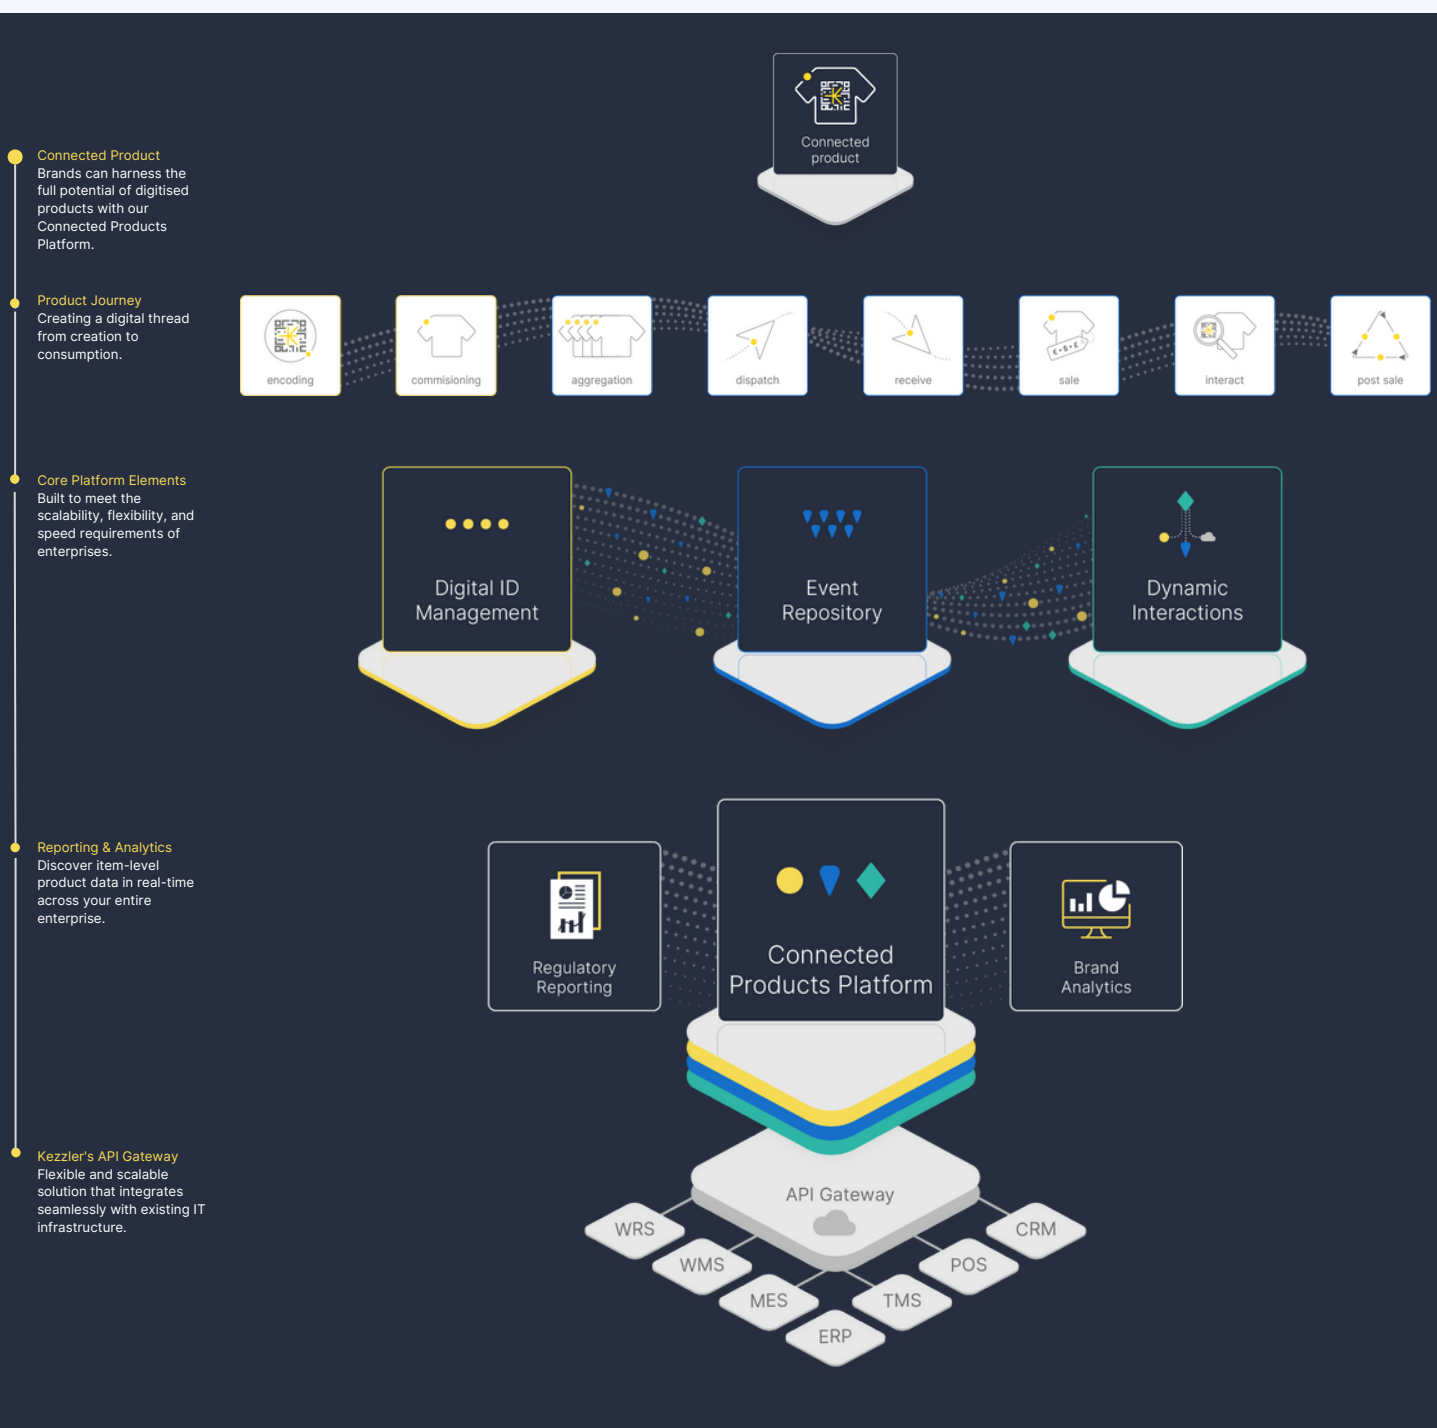 Connected
product
Connected Product
Brands can harness the
full potential of digitised
products with our
Connected Products
Platform.
Product Journey
Creating a digital thread
from creation to
consumption.
encoding
commisioning
aggregation
dispatch
receive
€•$•£
sale
interact
post sale
Core Platform Elements
Built to meet the
scalability, flexibility, and
speed requirements of
enterprises.
Digital ID
Management
Event
Repository
Dynamic
Interactions
Reporting & Analytics
Discover item-level
product data in real-time
across your entire
enterprise.
Regulatory
Reporting
Connected
Products Platform
Brand
Analytics
Kezzler's API Gateway
Flexible and scalable
solution that integrates
seamlessly with existing IT
infrastructure.
API Gateway
WRS
WMS
MES
ERP
TMS
POS
CRM